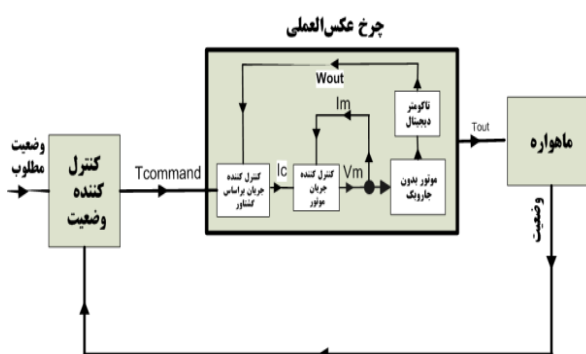 چرخ عکس‌العملی
Wout
Im
تاکومتر
دیجیتال
Tout
ماهواره
وضعیت
مطلوب
کنترل
کننده
وضعیت
Tcommand
کنترل کننده
جریان براساس
گشتاور
Ic
کنترل کننده
جریان
موتور
Vm
موتور بدون
جاروبک
وضعیت